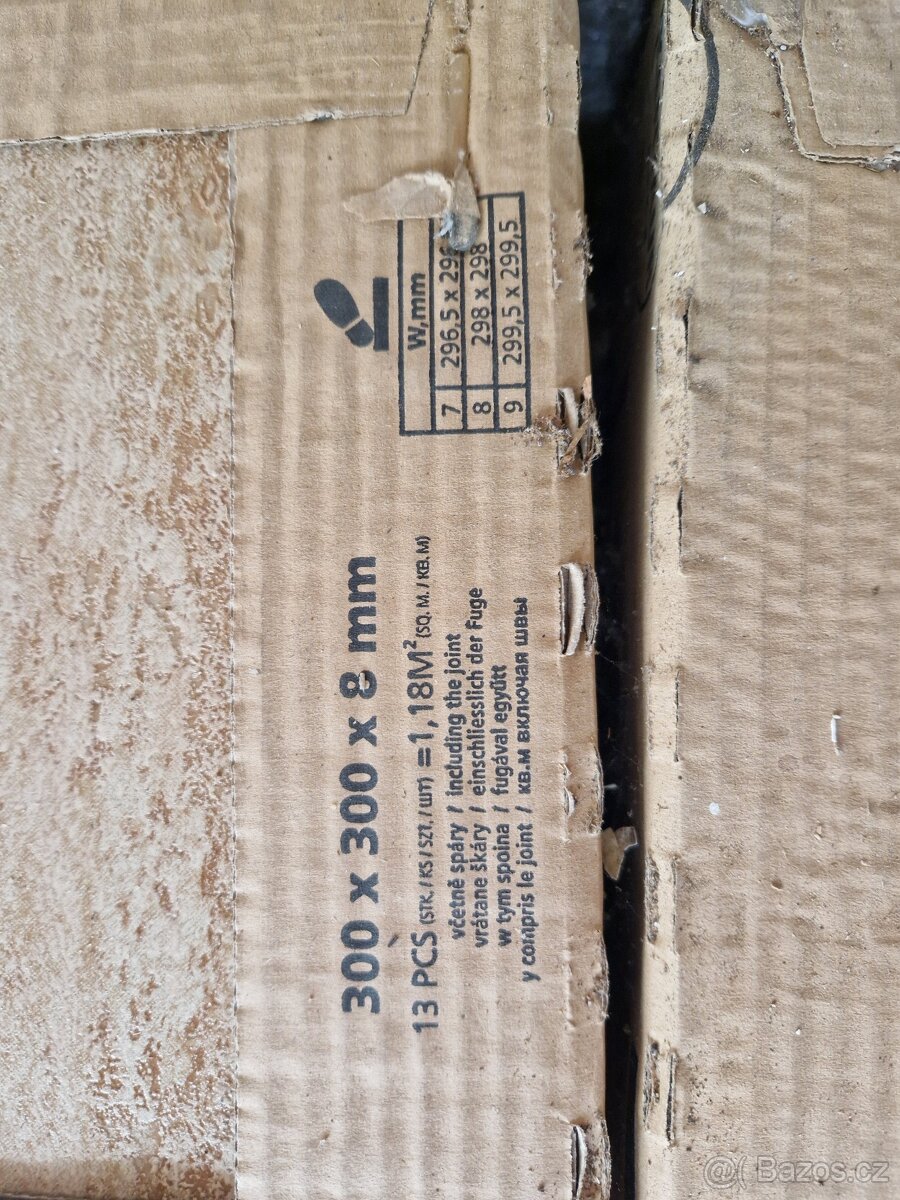 300 x 300 x 8 mm
13 PCS (STK. / KS / SZT. / ШТ) = 1,18M² (SQ. M. / KB. M)
včetně spáry / including the joint
vrátane škáry / einschliesslich der Fuge
w tym spoina / fugával együtt
y compris le joint / кв.м включая швы
W,mm
7 296,5 x 296
8 298 x 298
9 299,5 x 299,5
@( Bazos.cz